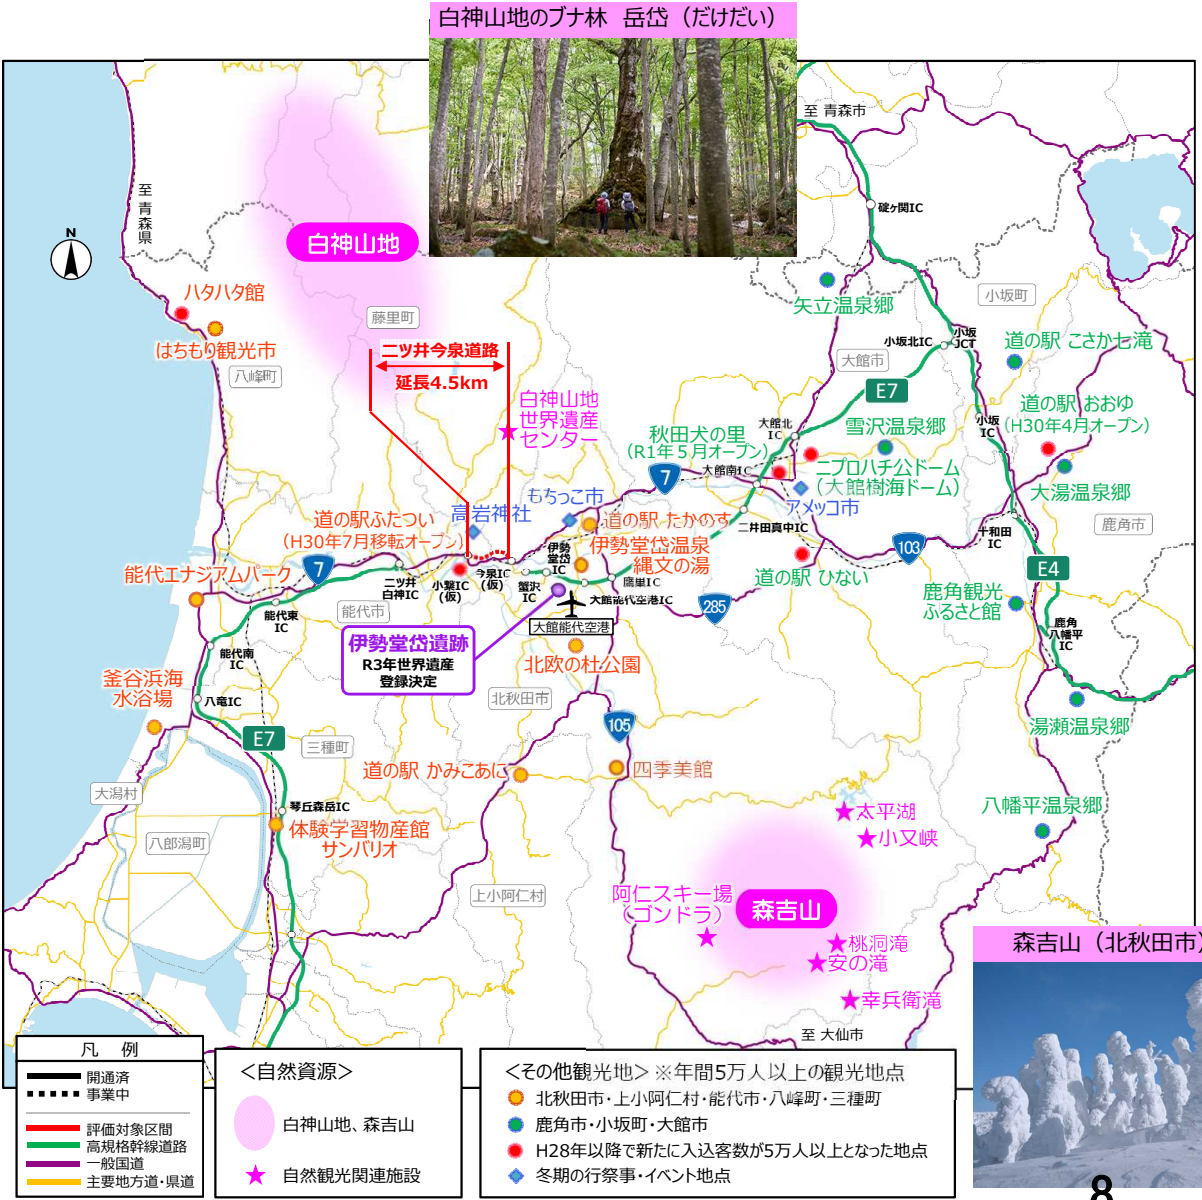 白神山地のブナ林　岳岱（だけだい）
至 青森市
至 青森県
N
碇ヶ関IC
白神山地
ハタハタ館
はちもり観光市
八峰町
藤里町
二ツ井今泉道路
延長4.5km
白神山地
世界遺産
センター
矢立温泉郷
小坂町
小坂北IC
小坂
JCT
道の駅 こさか七滝
大館市
E7
大館北
IC
雪沢温泉郷
小坂
IC
道の駅 おおゆ
（H30年4月オープン）
秋田犬の里
（R1年５月オープン）
大館南IC
ニプロハチ公ドーム
（大館樹海ドーム）
大湯温泉郷
7
もちっこ市
高岩神社
アメッコ市
道の駅ふたつい
（H30年7月移転オープン）
道の駅 たかのす
二井田真中IC
十和田
IC
鹿角市
伊勢堂岱温泉
縄文の湯
伊勢
堂岱
IC
103
能代エナジアムパーク
7
二ツ井
白神IC
小繋IC
（仮）
今泉IC
（仮）
蟹沢
IC
鷹巣IC
道の駅 ひない
E4
大館能代空港IC
285
鹿角観光
ふるさと館
能代東
IC
能代市
大館能代空港
鹿角
八幡平
IC
伊勢堂岱遺跡
R3年世界遺産
登録決定
能代南
IC
北欧の杜公園
釜谷浜海
水浴場
八竜IC
北秋田市
湯瀬温泉郷
E7
三種町
105
道の駅 かみこあに
四季美館
大潟村
琴丘森岳IC
太平湖
八幡平温泉郷
体験学習物産館
サンバリオ
小又峡
八郎潟町
上小阿仁村
阿仁スキー場
（ゴンドラ）
森吉山
桃洞滝
安の滝
幸兵衛滝
森吉山（北秋田市）
至 大仙市
凡　例
開通済
事業中
評価対象区間
高規格幹線道路
一般国道
主要地方道・県道
＜自然資源＞
白神山地、森吉山
自然観光関連施設
＜その他観光地＞ ※年間5万人以上の観光地点
北秋田市・上小阿仁村・能代市・八峰町・三種町
鹿角市・小坂町・大館市
H28年以降で新たに入込客数が5万人以上となった地点
冬期の行祭事・イベント地点
8